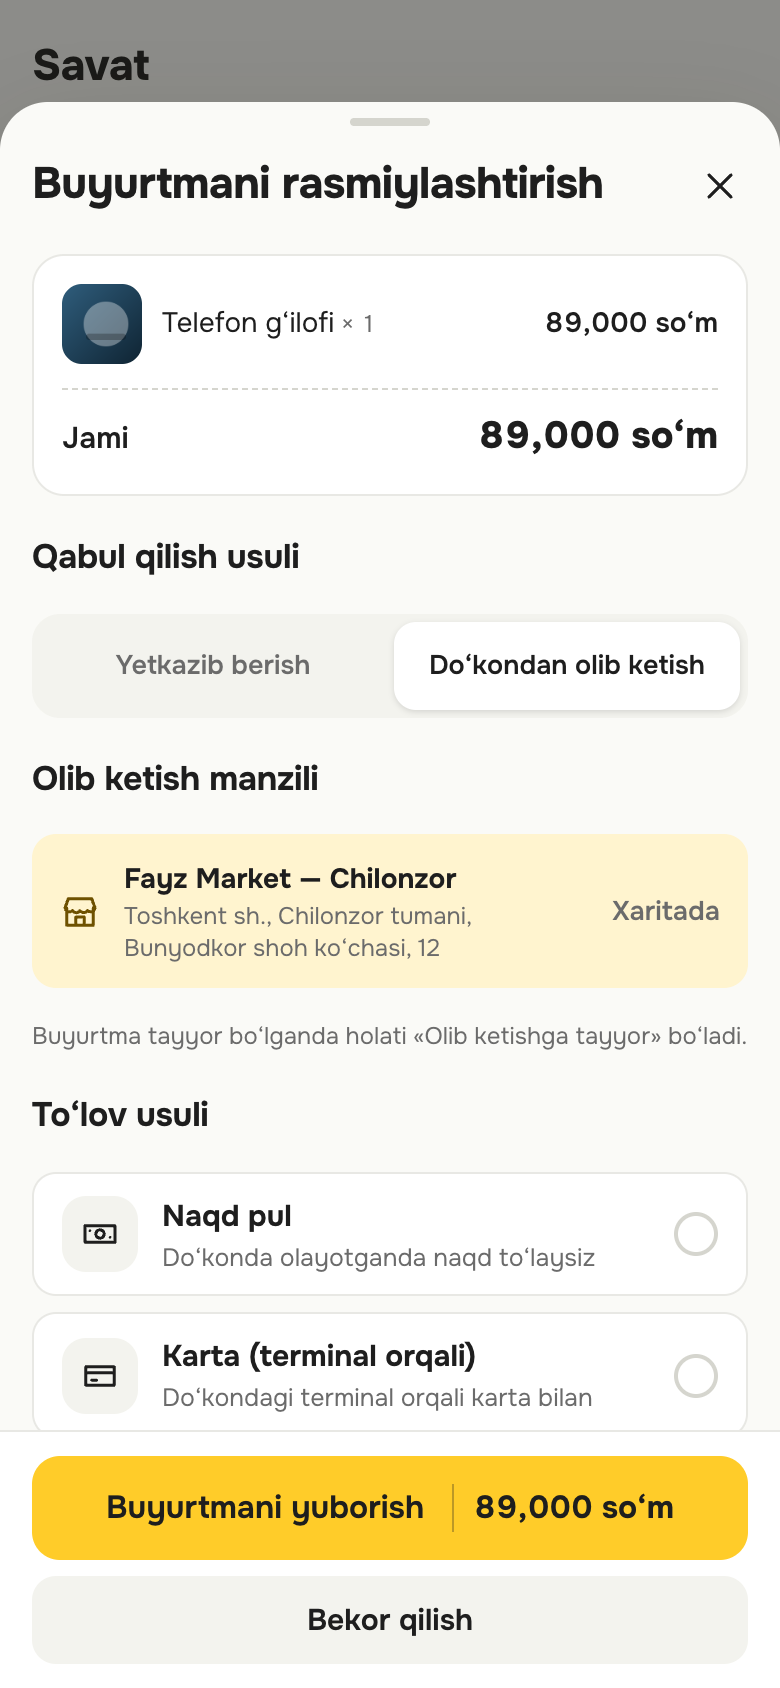 Savat
Buyurtmani rasmiylashtirish
Telefon g‘ilofi × 1
89,000 so‘m
Jami
89,000 so‘m
Qabul qilish usuli
Yetkazib berish
Do‘kondan olib ketish
Olib ketish manzili
Fayz Market — Chilonzor
Toshkent sh., Chilonzor tumani,
Bunyodkor shoh ko‘chasi, 12
Xaritada
Buyurtma tayyor bo‘lganda holati «Olib ketishga tayyor» bo‘ladi.
To‘lov usuli
Naqd pul
Do‘konda olayotganda naqd to‘laysiz
Karta (terminal orqali)
Do‘kondagi terminal orqali karta bilan
Buyurtmani yuborish
89,000 so‘m
Bekor qilish